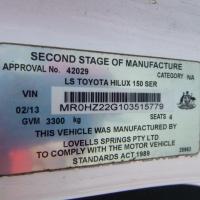 SECOND STAGE OF MANUFACTURE
APPROVAL No. 42029 CATEGORY N/A
LS TOYOTA HILUX 150 SER
VIN
02/13 MR0HZ22G103515779
GVM 3300 kg SEATS 4
THIS VEHICLE WAS MANUFACTURED BY
LOVELLS SPRINGS PTY LTD
TO COMPLY WITH THE MOTOR VEHICLE
STANDARDS ACT 1989